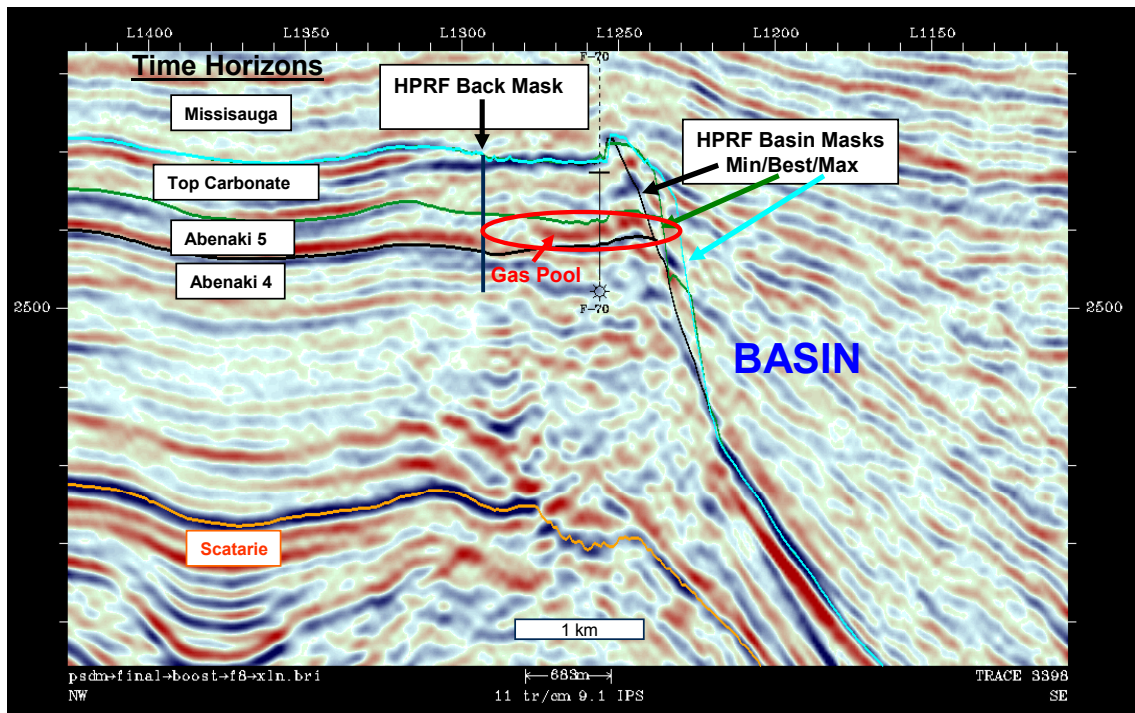 L1400 L1350 L1300 L1250 L1200 L1150
F-70
Time Horizons
HPRF Back Mask
Missisauga
HPRF Basin Masks
Min/Best/Max
Top Carbonate
Abenaki 5
Gas Pool
Abenaki 4
2500 2500
F-70
BASIN
Scatarie
1 km
psdm→final→boost→f8→xln.bri 683m TRACE 3398
NW 11 tr/cm 9.1 IPS SE